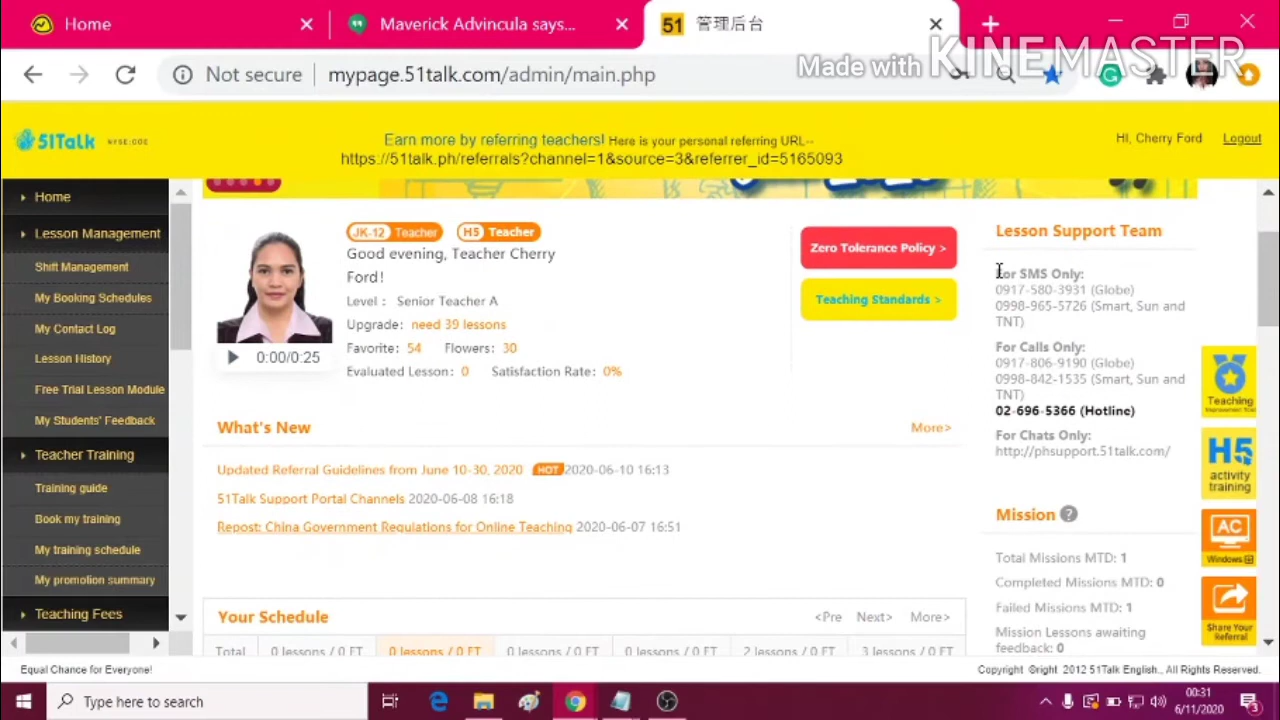 Home
Maverick Advincula says...
51 管理后台
Made with KINEMASTER
Not secure
mypage.51talk.com/admin/main.php
51Talk NYSE:COE
Earn more by referring teachers! Here is your personal referring URL--
https://51talk.ph/referrals?channel=1&source=3&referrer_id=5165093
HI, Cherry Ford
Logout
Home
Lesson Management
Shift Management
My Booking Schedules
My Contact Log
Lesson History
Free Trial Lesson Module
My Students' Feedback
Teacher Training
Training guide
Book my training
My training schedule
My promotion summary
Teaching Fees
0:00/0:25
JK-12 Teacher
H5 Teacher
Good evening, Teacher Cherry
Ford!
Level : Senior Teacher A
Upgrade: need 39 lessons
Favorite: 54 Flowers: 30
Evaluated Lesson: 0 Satisfaction Rate: 0%
Zero Tolerance Policy >
Teaching Standards >
What's New
More>
Updated Referral Guidelines from June 10-30, 2020 HOT 2020-06-10 16:13
51Talk Support Portal Channels 2020-06-08 16:18
Repost: China Government Regulations for Online Teaching 2020-06-07 16:51
Your Schedule
<Pre Next> More>
Total 0 lessons / 0 FT 0 lessons / 0 FT 0 lessons / 0 FT 0 lessons / 0 FT 2 lessons / 0 FT 3 lessons / 0 FT
Lesson Support Team
For SMS Only:
0917-580-3931 (Globe)
0998-965-5726 (Smart, Sun and
TNT)
For Calls Only:
0917-806-9190 (Globe)
0998-842-1535 (Smart, Sun and
TNT)
02-696-5366 (Hotline)
For Chats Only:
http://phsupport.51talk.com/
Mission ?
Total Missions MTD: 1
Completed Missions MTD: 0
Failed Missions MTD: 1
Mission Lessons awaiting
feedback: 0
Teaching
H5
activity
training
AC
Windows
Share Your
Referral
Equal Chance for Everyone!
Copyright ©right 2012 51Talk English., All Rights Reserved.
Type here to search
00:31
6/11/2020
3